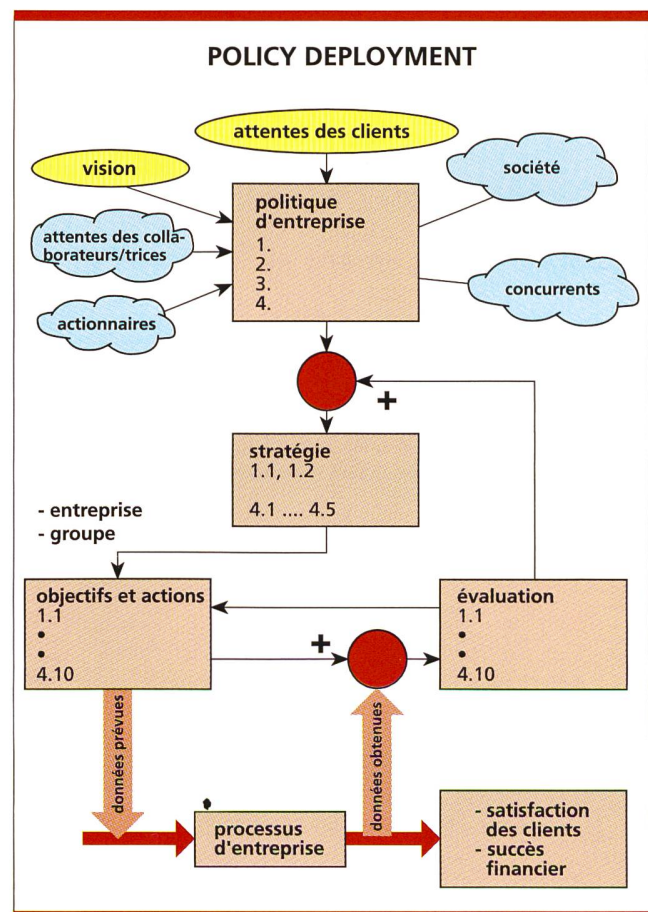 POLICY DEPLOYMENT
attentes des clients
vision
société
politique
d'entreprise
1.
2.
3.
4.
attentes des colla-
borateurs/trices
concurrents
actionnaires
+
stratégie
1.1, 1.2
4.1 .... 4.5
- entreprise
- groupe
objectifs et actions
1.1
•
•
4.10
+
évaluation
1.1
•
•
4.10
données prévues
données obtenues
processus
d'entreprise
- satisfaction
des clients
- succès
financier